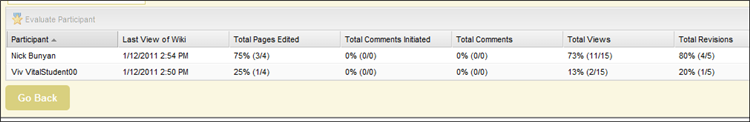 Evaluate Participant
Participant Last View of Wiki Total Pages Edited Total Comments Initiated Total Comments Total Views Total Revisions
Nick Bunyan 1/12/2011 2:54 PM 75% (3/4) 0% (0/0) 0% (0/0) 73% (11/15) 80% (4/5)
Viv VitalStudent00 1/12/2011 2:50 PM 25% (1/4) 0% (0/0) 0% (0/0) 13% (2/15) 20% (1/5)
Go Back